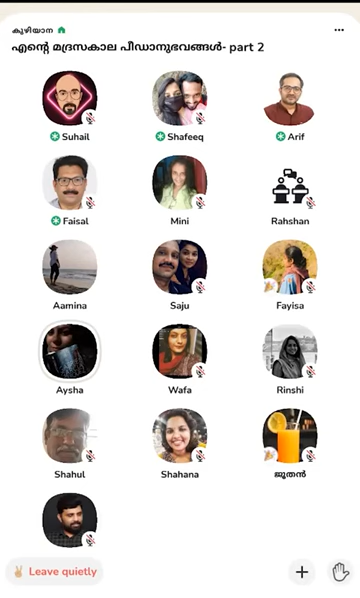 കുഴിയാന
എന്റെ മദ്രസകാല പീഡാനുഭവങ്ങൾ- part 2
Suhail Shafeeq Arif
Faisal Mini Rahshan
Aamina Saju Fayisa
Aysha Wafa Rinshi
Shahul Shahana ജൂതൻ
Leave quietly